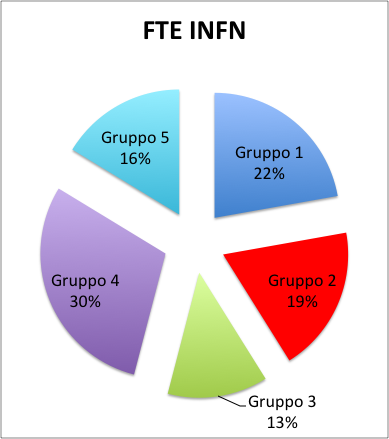 FTE INFN
Gruppo 5
16%
Gruppo 1
22%
Gruppo 4
30%
Gruppo 2
19%
Gruppo 3
13%